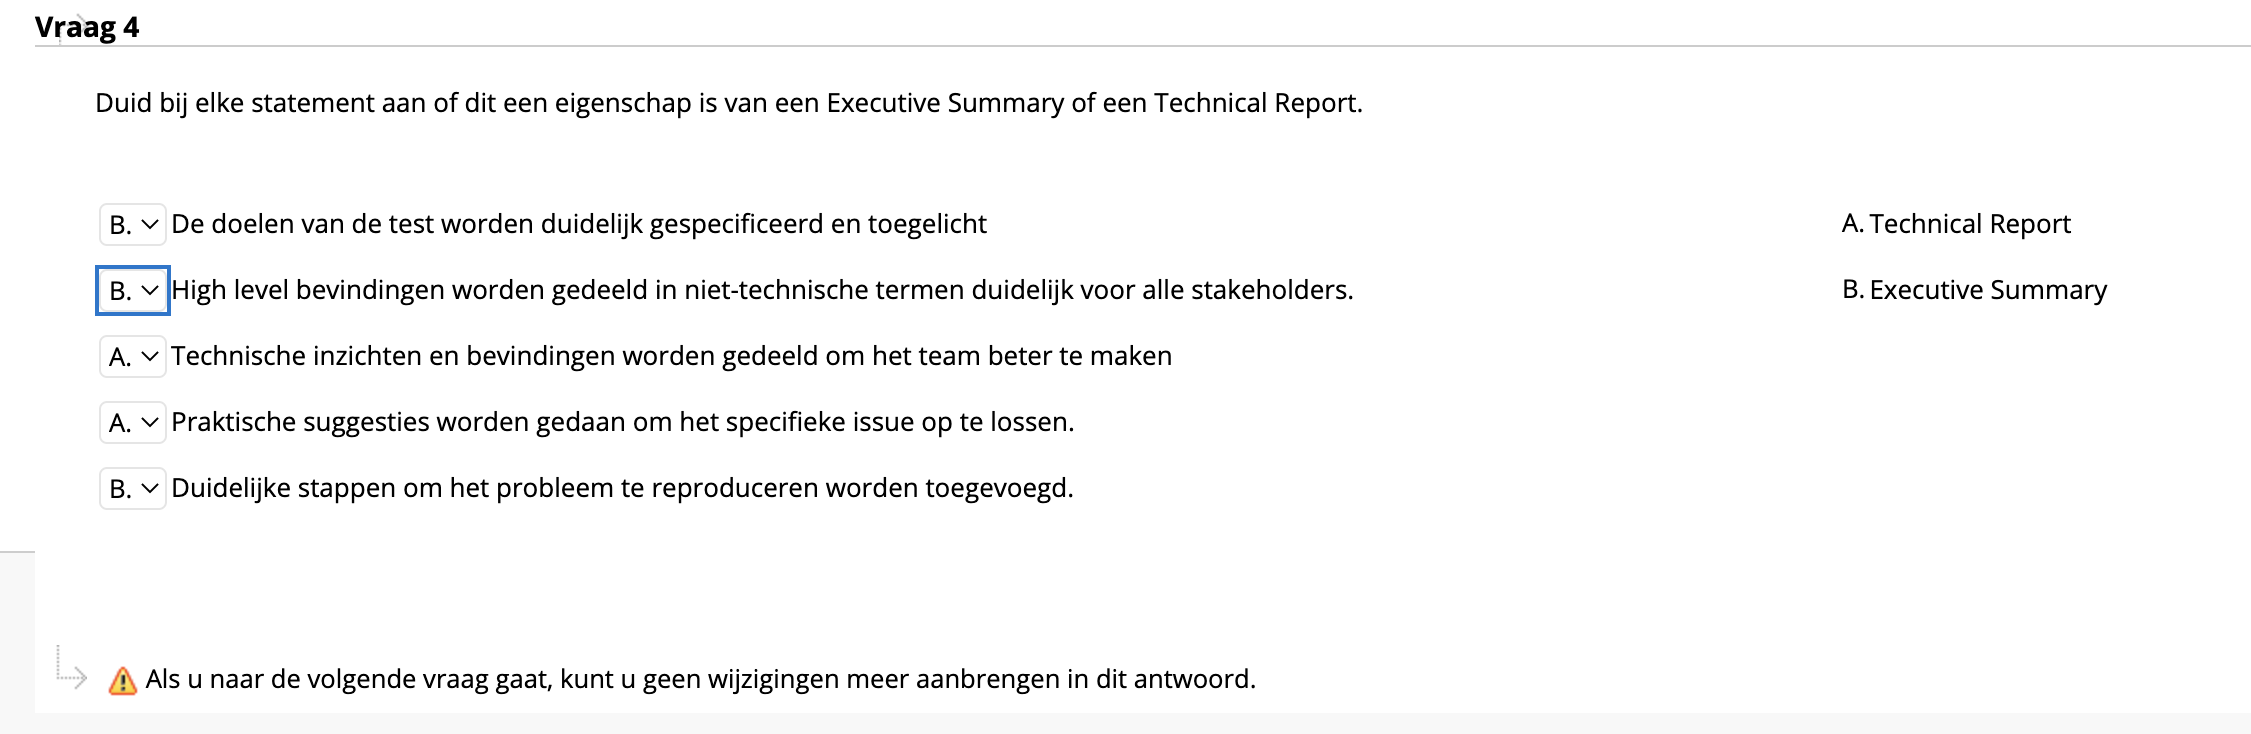 Vraag 4
Duid bij elke statement aan of dit een eigenschap is van een Executive Summary of een Technical Report.
B. De doelen van de test worden duidelijk gespecificeerd en toegelicht
A. Technical Report
B. High level bevindingen worden gedeeld in niet-technische termen duidelijk voor alle stakeholders.
B. Executive Summary
A. Technische inzichten en bevindingen worden gedeeld om het team beter te maken
A. Praktische suggesties worden gedaan om het specifieke issue op te lossen.
B. Duidelijke stappen om het probleem te reproduceren worden toegevoegd.
Als u naar de volgende vraag gaat, kunt u geen wijzigingen meer aanbrengen in dit antwoord.